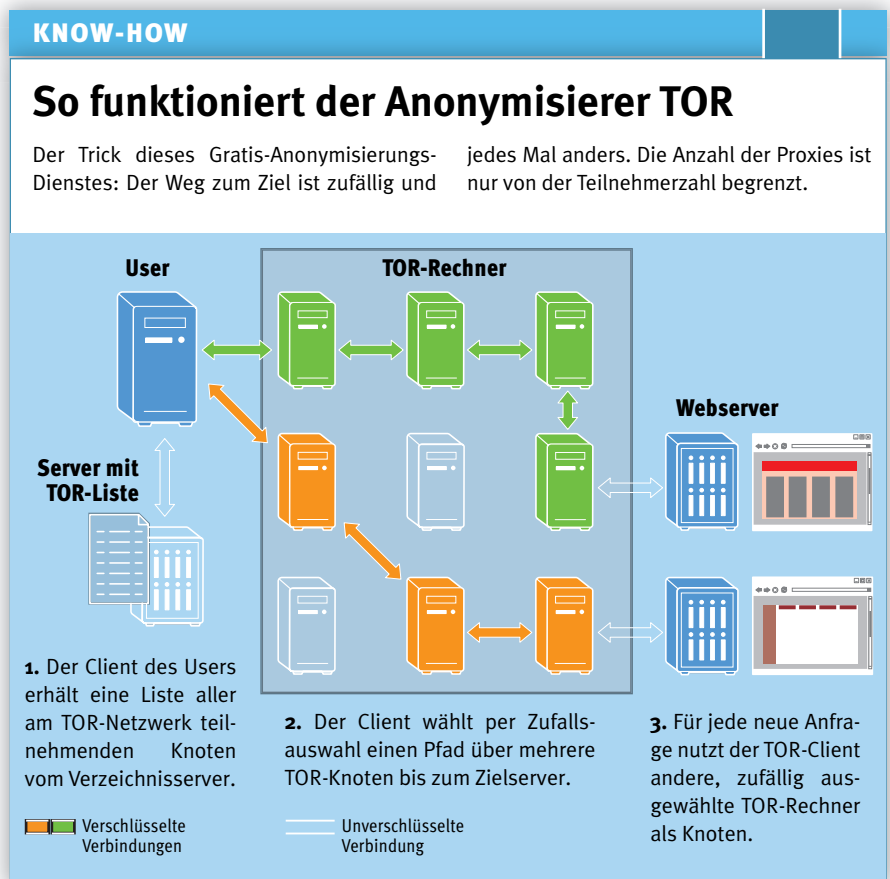 KNOW-HOW
So funktioniert der Anonymisierer TOR
Der Trick dieses Gratis-Anonymisierungs-
Dienstes: Der Weg zum Ziel ist zufällig und
jedes Mal anders. Die Anzahl der Proxies ist
nur von der Teilnehmerzahl begrenzt.
User
TOR-Rechner
Webserver
Server mit
TOR-Liste
1. Der Client des Users
erhält eine Liste aller
am TOR-Netzwerk teil-
nehmenden Knoten
vom Verzeichnisserver.
2. Der Client wählt per Zufalls-
auswahl einen Pfad über mehrere
TOR-Knoten bis zum Zielserver.
3. Für jede neue Anfra-
ge nutzt der TOR-Client
andere, zufällig aus-
gewählte TOR-Rechner
als Knoten.
Verschlüsselte
Verbindungen
Unverschlüsselte
Verbindung